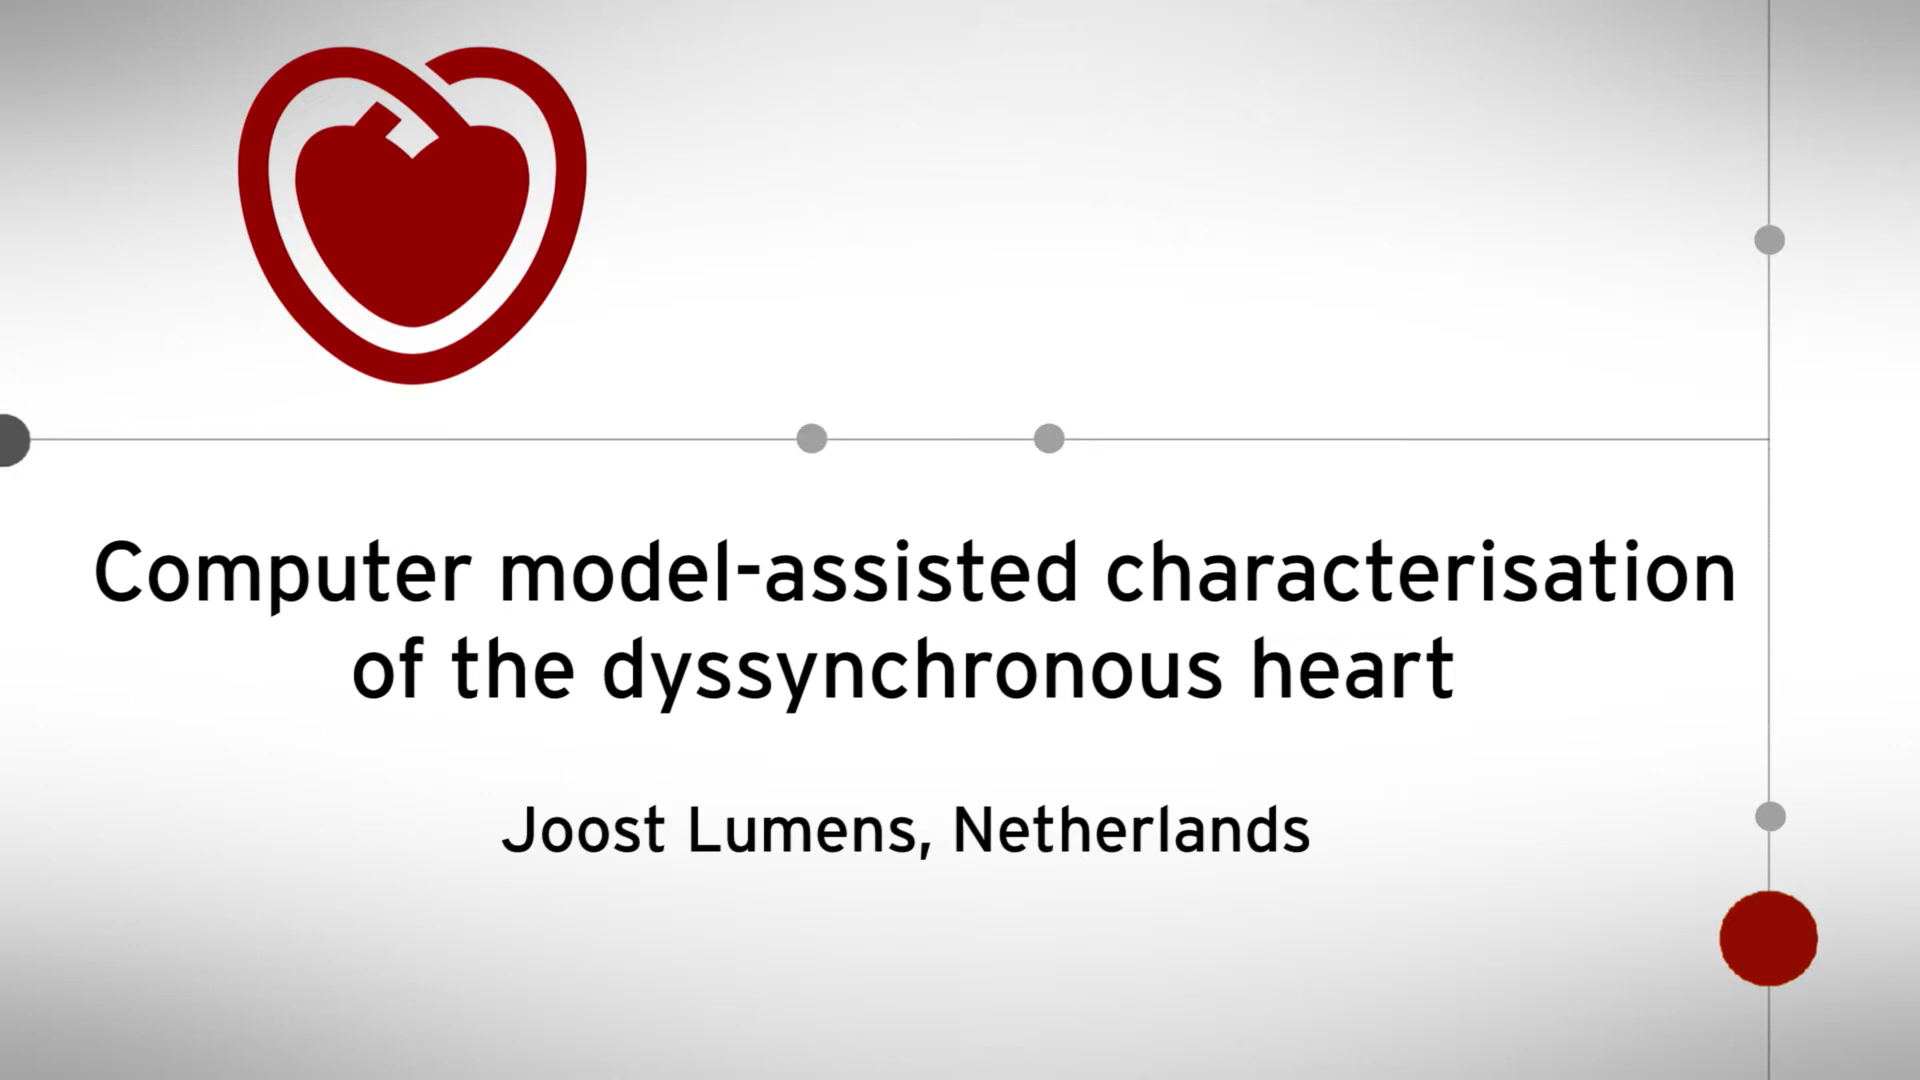 Computer model-assisted characterisation
of the dyssynchronous heart
Joost Lumens, Netherlands